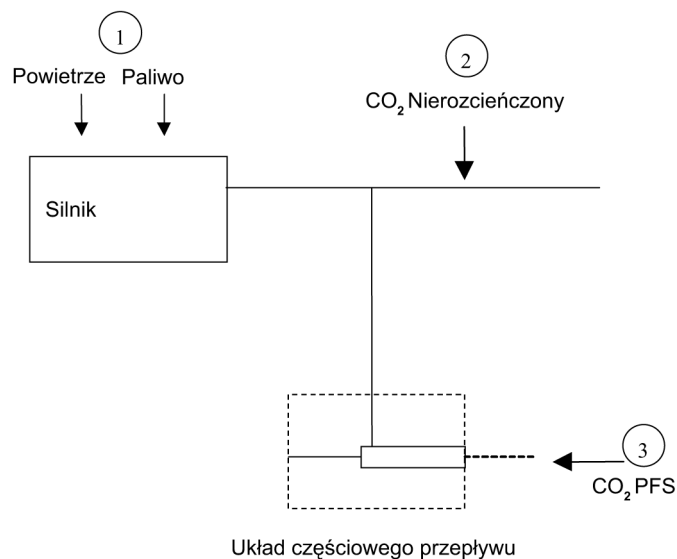 1
Powietrze Paliwo
2
CO2 Nierozcieńczony
Silnik
3
CO2 PFS
Układ częściowego przepływu